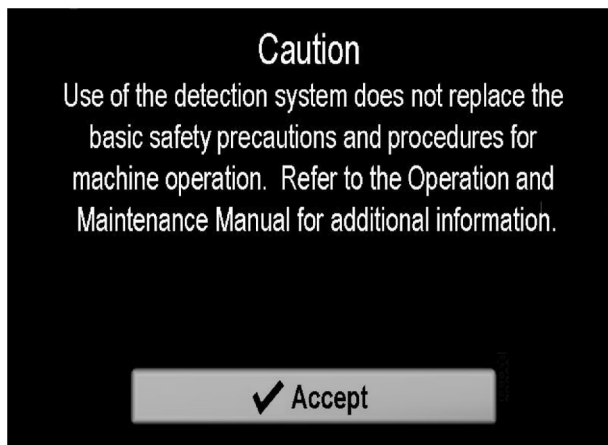 Caution
Use of the detection system does not replace the
basic safety precautions and procedures for
machine operation.  Refer to the Operation and
Maintenance Manual for additional information.
✓ Accept